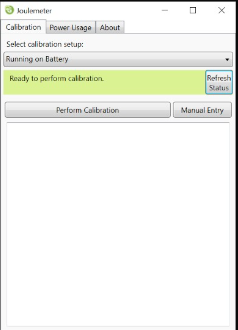 Joulemeter
Calibration Power Usage About
Select calibration setup:
Running on Battery
Ready to perform calibration.
Refresh
Status
Perform Calibration Manual Entry